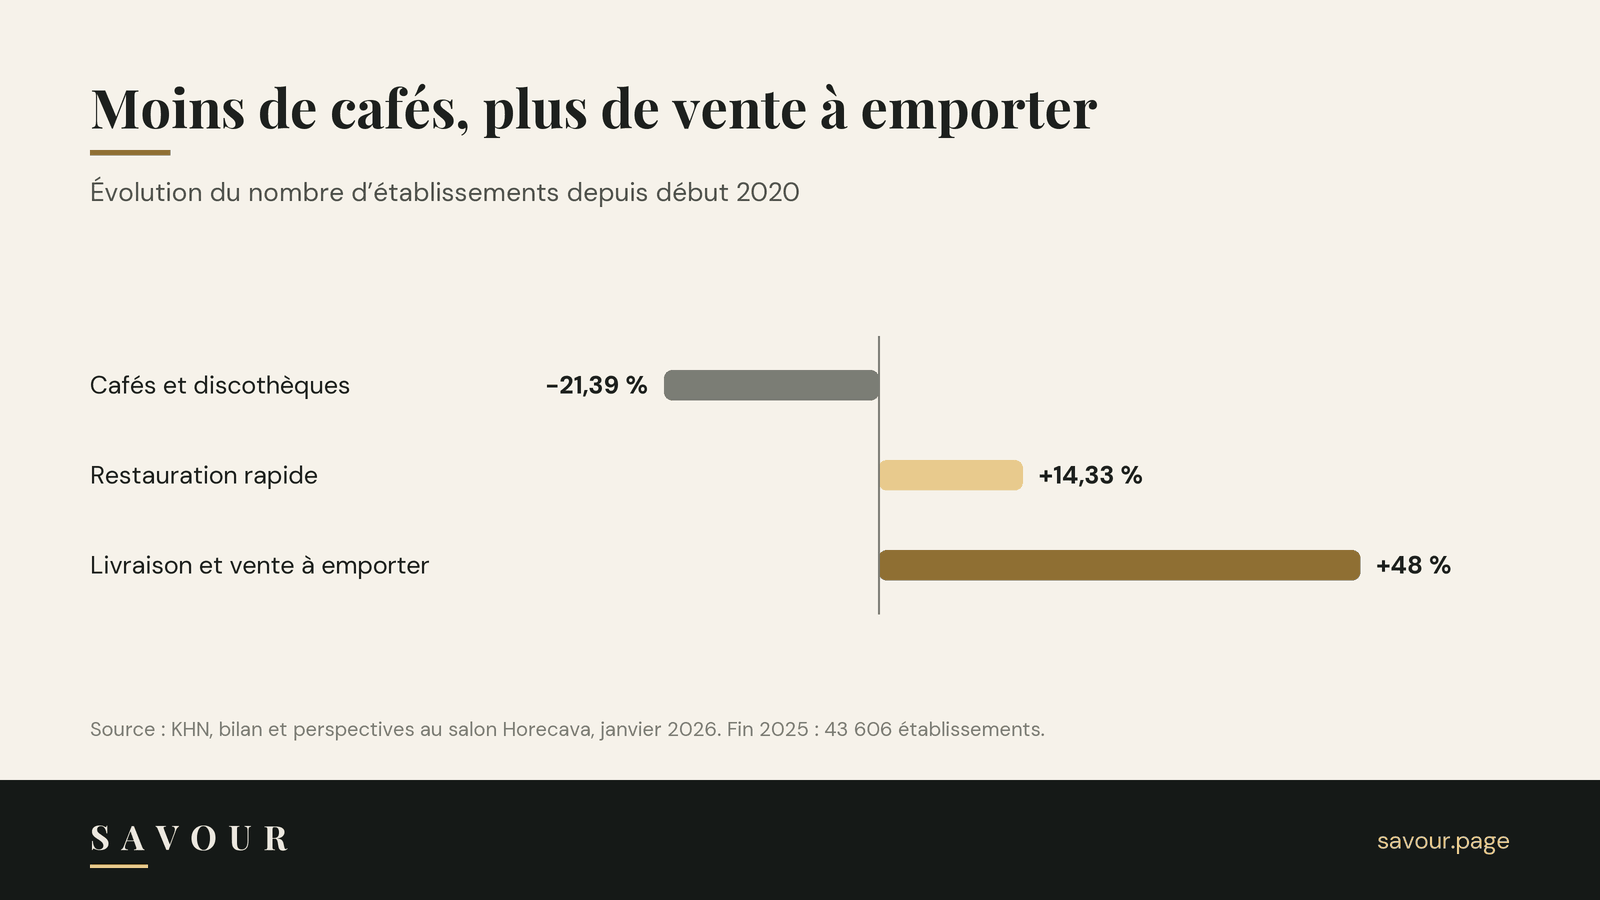 Moins de cafés, plus de vente à emporter
Évolution du nombre d’établissements depuis début 2020
Cafés et discothèques -21,39 %
Restauration rapide +14,33 %
Livraison et vente à emporter +48 %
Source : KHN, bilan et perspectives au salon Horecava, janvier 2026. Fin 2025 : 43 606 établissements.
SAVOUR savour.page